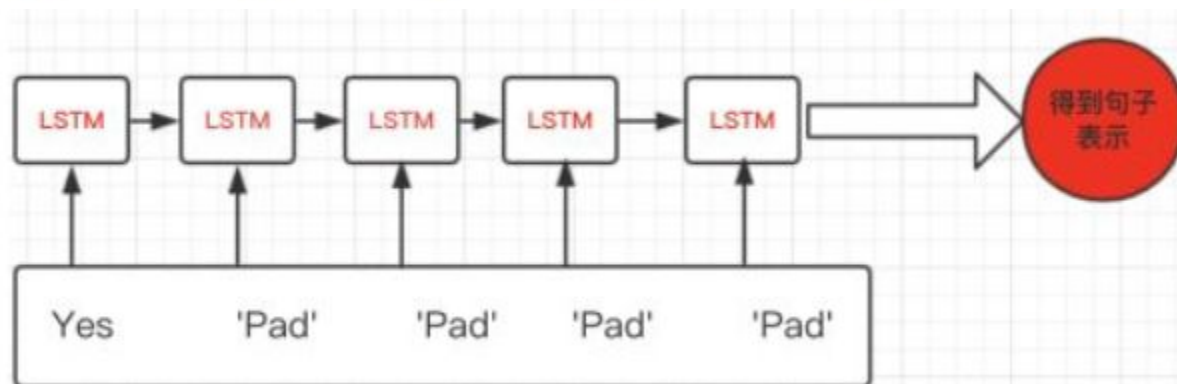 LSTM LSTM LSTM LSTM LSTM
得到句子
表示
Yes 'Pad' 'Pad' 'Pad' 'Pad'